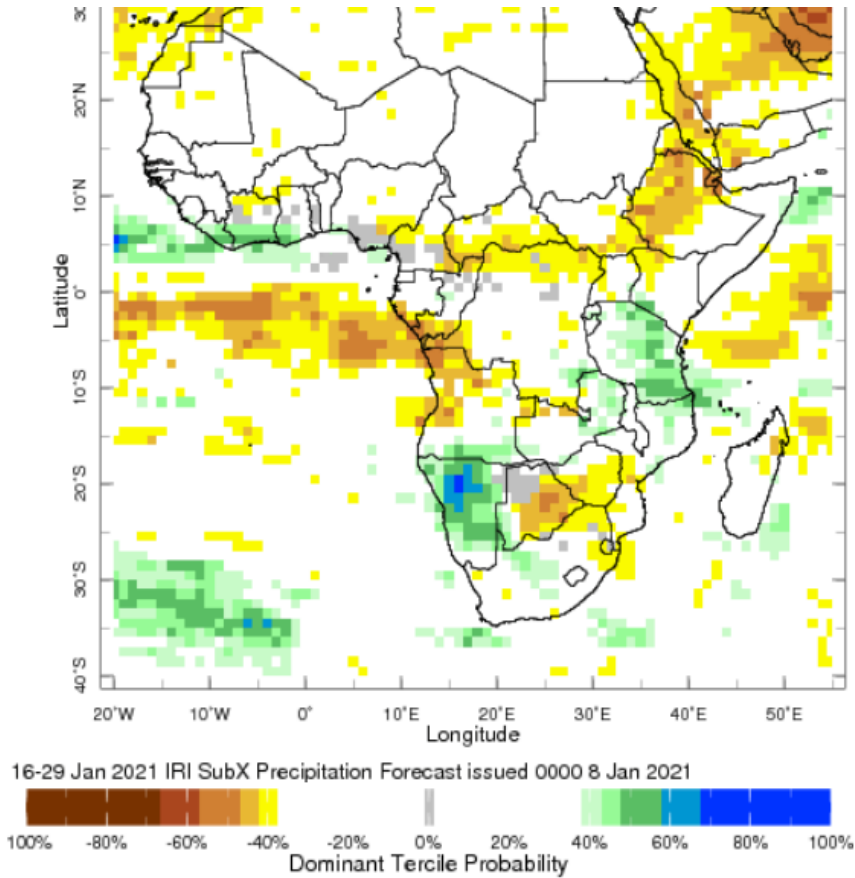 30
20°N
10°N
0°
10°S
20°S
30°S
40°S
Latitude
20°W 10°W 0° 10°E 20°E 30°E 40°E 50°E
Longitude
16-29 Jan 2021 IRI SubX Precipitation Forecast issued 0000 8 Jan 2021
100% -80% -60% -40% -20% 0% 20% 40% 60% 80% 100%
Dominant Tercile Probability